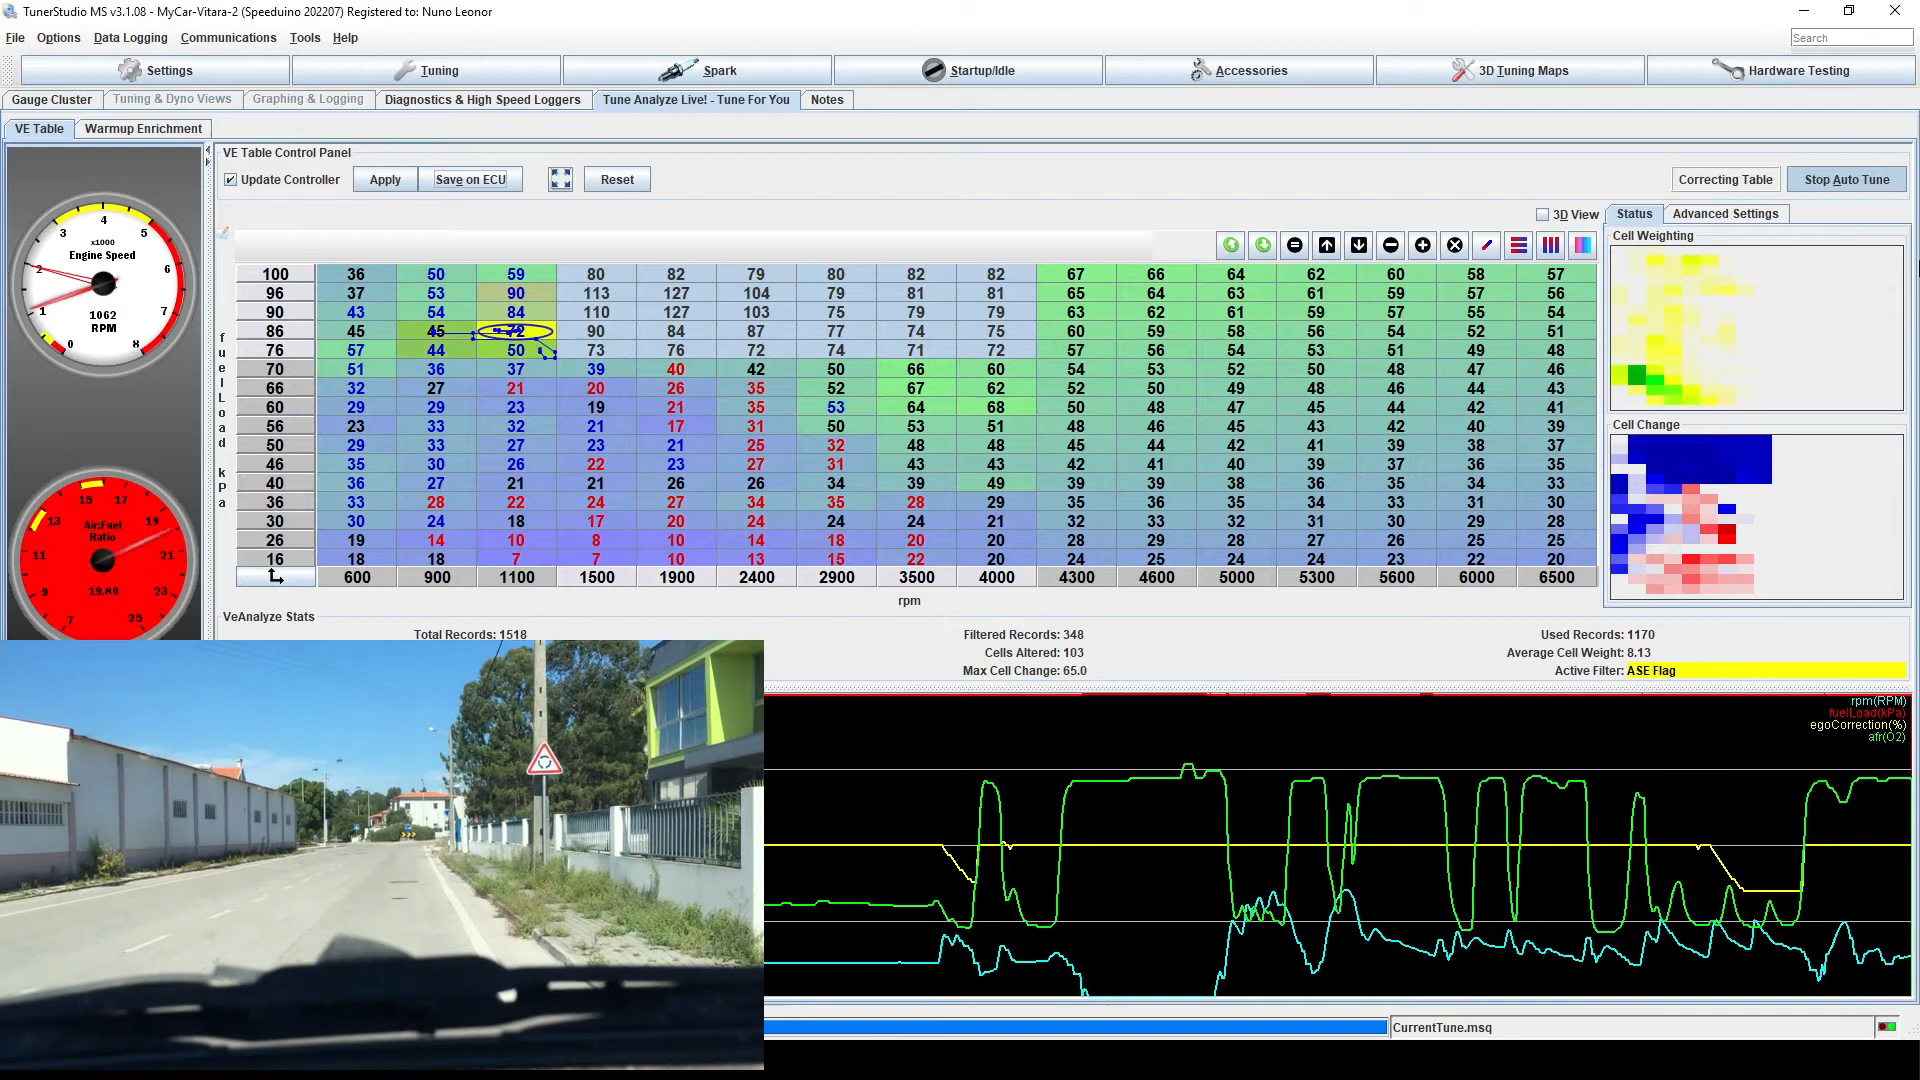 TunerStudio MS v3.1.08 - MyCar-Vitara-2 (Speeduino 202207) Registered to: Nuno Leonor
File Options Data Logging Communications Tools Help
Search
Settings Tuning Spark Startup/Idle Accessories 3D Tuning Maps Hardware Testing
Gauge Cluster Tuning & Dyno Views Graphing & Logging Diagnostics & High Speed Loggers Tune Analyze Live! - Tune For You Notes
VE Table Warmup Enrichment
VE Table Control Panel
Update Controller Apply Save on ECU Reset Correcting Table Stop Auto Tune
3D View Status Advanced Settings
Cell Weighting
Cell Change
0 1 2 3 4 5 6 7 8
x1000
Engine Speed
1062
RPM
7 9 11 13 15 17 19 21 23 25
Air:Fuel
Ratio
19.80
fuelLoad kPa
100 36 50 59 80 82 79 80 82 82 67 66 64 62 60 58 57
96 37 53 90 113 127 104 79 81 81 65 64 63 61 59 57 56
90 43 54 84 110 127 103 75 79 79 63 62 61 59 57 55 54
86 45 45 72 90 84 87 77 74 75 60 59 58 56 54 52 51
76 57 44 50 73 76 72 74 71 72 57 56 54 53 51 49 48
70 51 36 37 39 40 42 50 66 60 54 53 52 50 48 47 46
66 32 27 21 20 26 35 52 67 62 52 50 49 48 46 44 43
60 29 29 23 19 21 35 53 64 68 50 48 47 45 44 42 41
56 23 33 32 21 17 31 50 53 51 48 46 45 43 42 40 39
50 29 33 27 23 21 25 32 48 48 45 44 42 41 39 38 37
46 35 30 26 22 23 27 31 43 43 42 41 40 39 37 36 35
40 36 27 21 21 26 26 34 39 49 39 39 38 36 35 34 33
36 33 28 22 24 27 34 35 28 29 35 36 35 34 33 31 30
30 30 24 18 17 20 24 24 24 21 32 33 32 31 30 29 28
26 19 14 10 8 10 14 18 20 20 28 29 28 27 26 25 25
16 18 18 7 7 10 13 15 22 20 24 25 24 24 23 22 20
600 900 1100 1500 1900 2400 2900 3500 4000 4300 4600 5000 5300 5600 6000 6500
rpm
VeAnalyze Stats
Total Records: 1518 Filtered Records: 348 Used Records: 1170
Cells Altered: 103 Average Cell Weight: 8.13
Max Cell Change: 65.0 Active Filter: ASE Flag
rpm(RPM)
fuelLoad(kPa)
egoCorrection(%)
afr(O2)
CurrentTune.msq